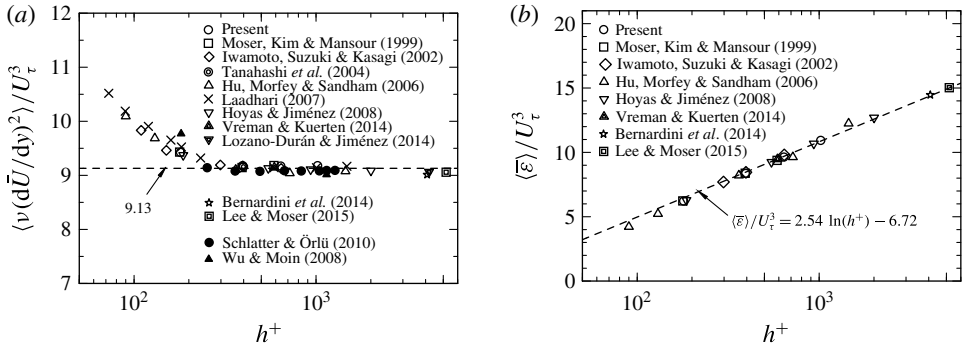 (a)
12
11
10
9
8
7
⟨ν(dU̅/dy)²⟩/U_τ³
Present
Moser, Kim & Mansour (1999)
Iwamoto, Suzuki & Kasagi (2002)
Tanahashi et al. (2004)
Hu, Morfey & Sandham (2006)
Laadhari (2007)
Hoyas & Jiménez (2008)
Vreman & Kuerten (2014)
Lozano-Durán & Jiménez (2014)
9.13
Bernardini et al. (2014)
Lee & Moser (2015)
Schlatter & Örlü (2010)
Wu & Moin (2008)
10² 10³
h⁺
(b)
20
15
10
5
0
⟨ε̅⟩/U_τ³
Present
Moser, Kim & Mansour (1999)
Iwamoto, Suzuki & Kasagi (2002)
Hu, Morfey & Sandham (2006)
Hoyas & Jiménez (2008)
Vreman & Kuerten (2014)
Bernardini et al. (2014)
Lee & Moser (2015)
⟨ε̅⟩/U_τ³ = 2.54 ln(h⁺) − 6.72
10² 10³
h⁺